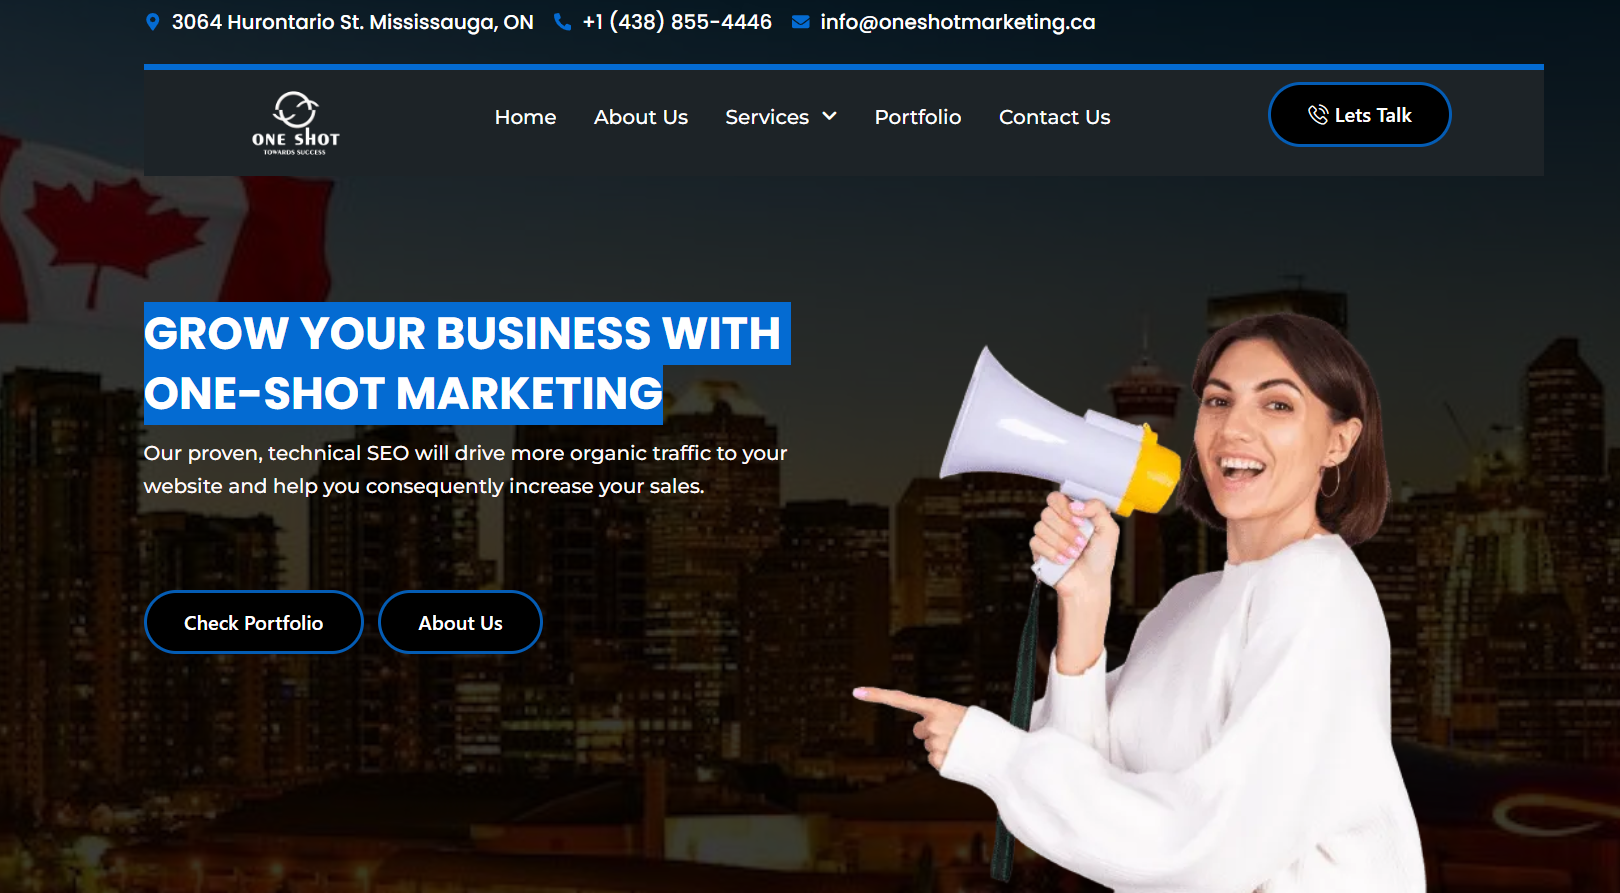 3064 Hurontario St. Mississauga, ON +1 (438) 855-4446 info@oneshotmarketing.ca
ONE SHOT
TOWARDS SUCCESS
Home About Us Services Portfolio Contact Us
Lets Talk
GROW YOUR BUSINESS WITH
ONE-SHOT MARKETING
Our proven, technical SEO will drive more organic traffic to your
website and help you consequently increase your sales.
Check Portfolio About Us